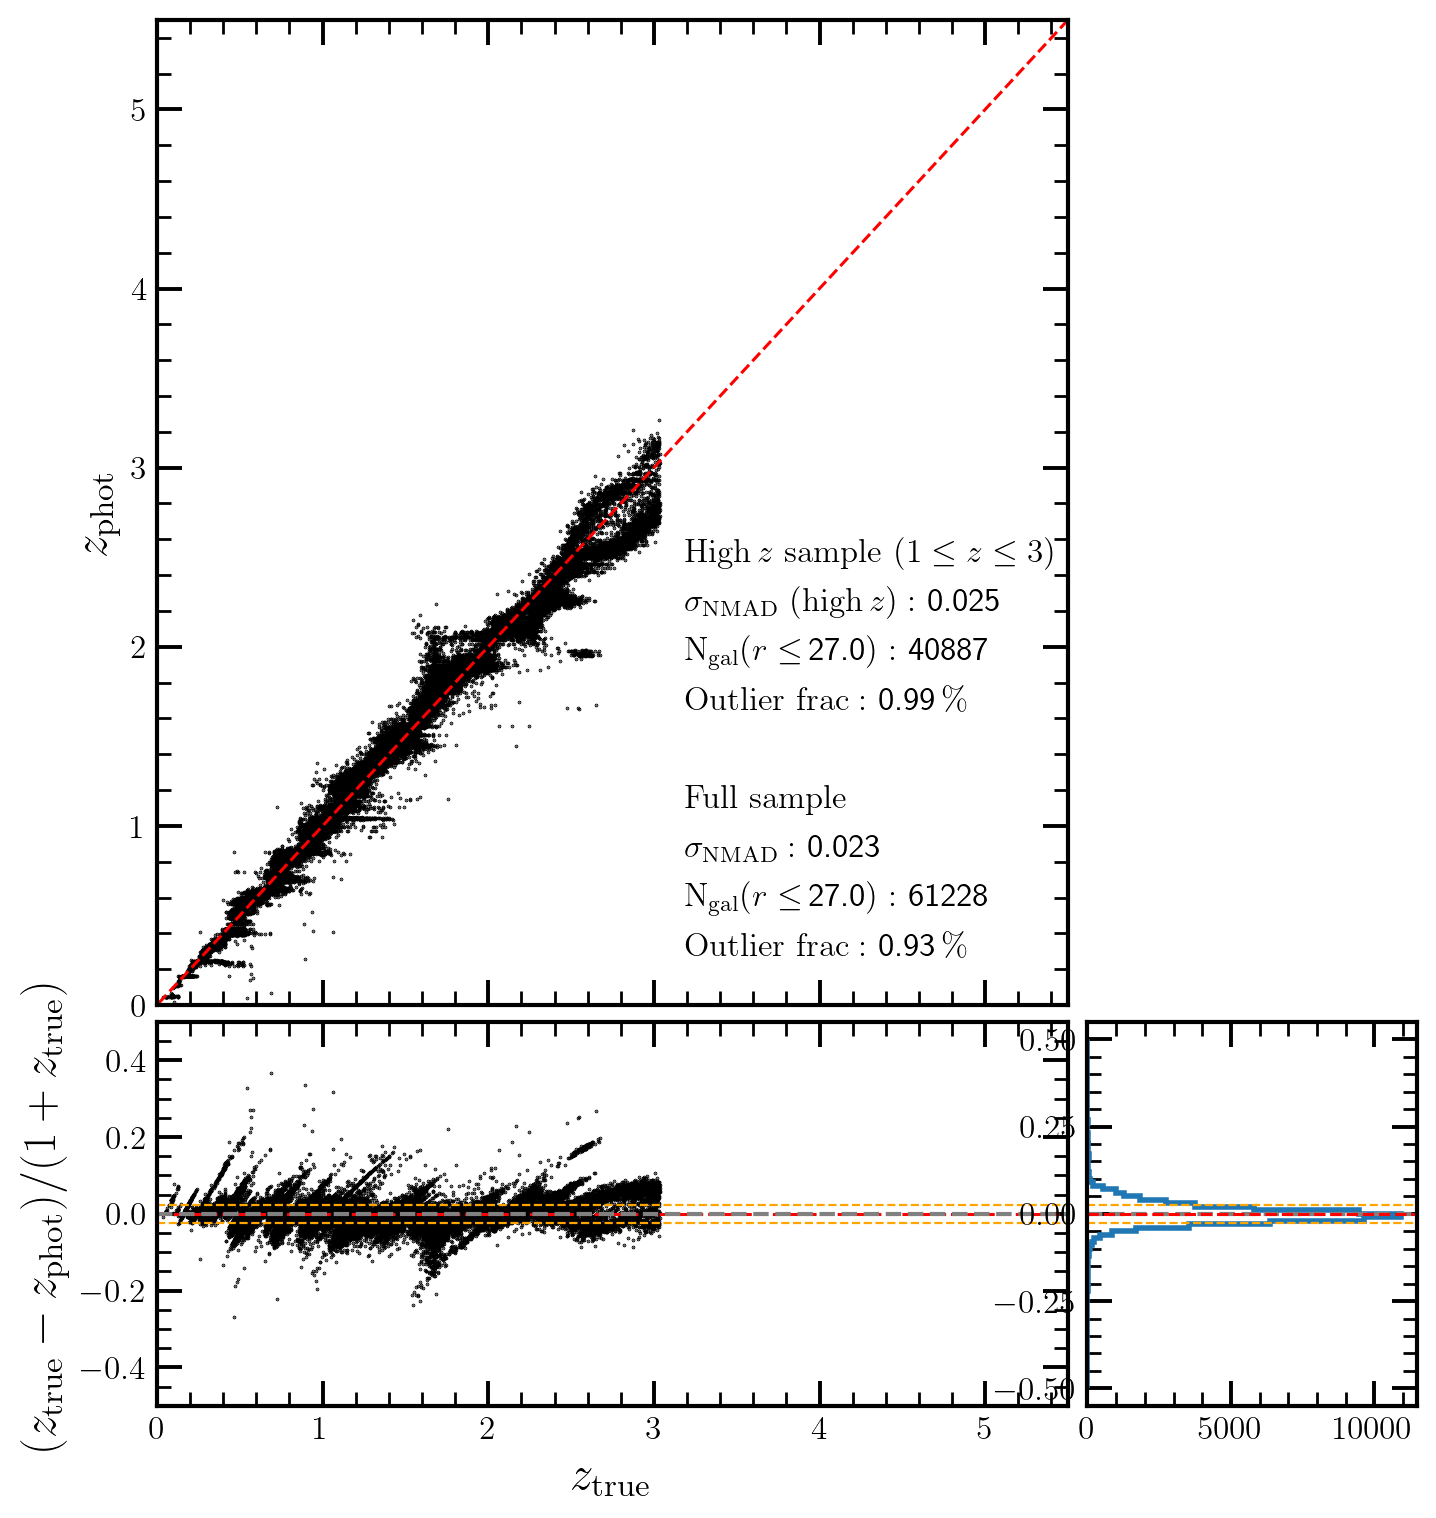 5
4
3
2
1
0
z_phot
High z sample (1 ≤ z ≤ 3)
σ_NMAD (high z) : 0.025
N_gal(r ≤ 27.0) : 40887
Outlier frac : 0.99 %
Full sample
σ_NMAD : 0.023
N_gal(r ≤ 27.0) : 61228
Outlier frac : 0.93 %
(z_true − z_phot)/(1 + z_true)
0.4
0.2
0.0
−0.2
−0.4
0 1 2 3 4 5
z_true
0.50
0.25
0.00
−0.25
−0.50
0 5000 10000